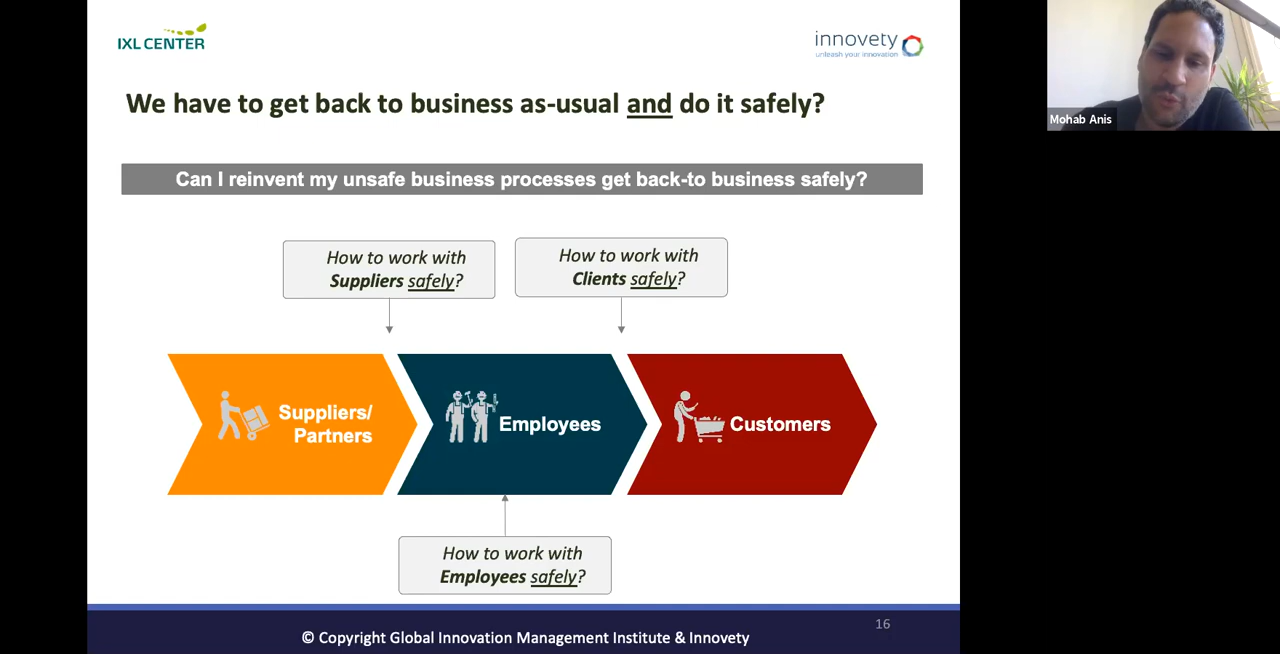 IXL CENTER
innovety
unleash your innovation
We have to get back to business as-usual and do it safely?
Mohab Anis
Can I reinvent my unsafe business processes get back-to business safely?
How to work with
Suppliers safely?
How to work with
Clients safely?
Suppliers/
Partners
Employees
Customers
How to work with
Employees safely?
16
© Copyright Global Innovation Management Institute & Innovety